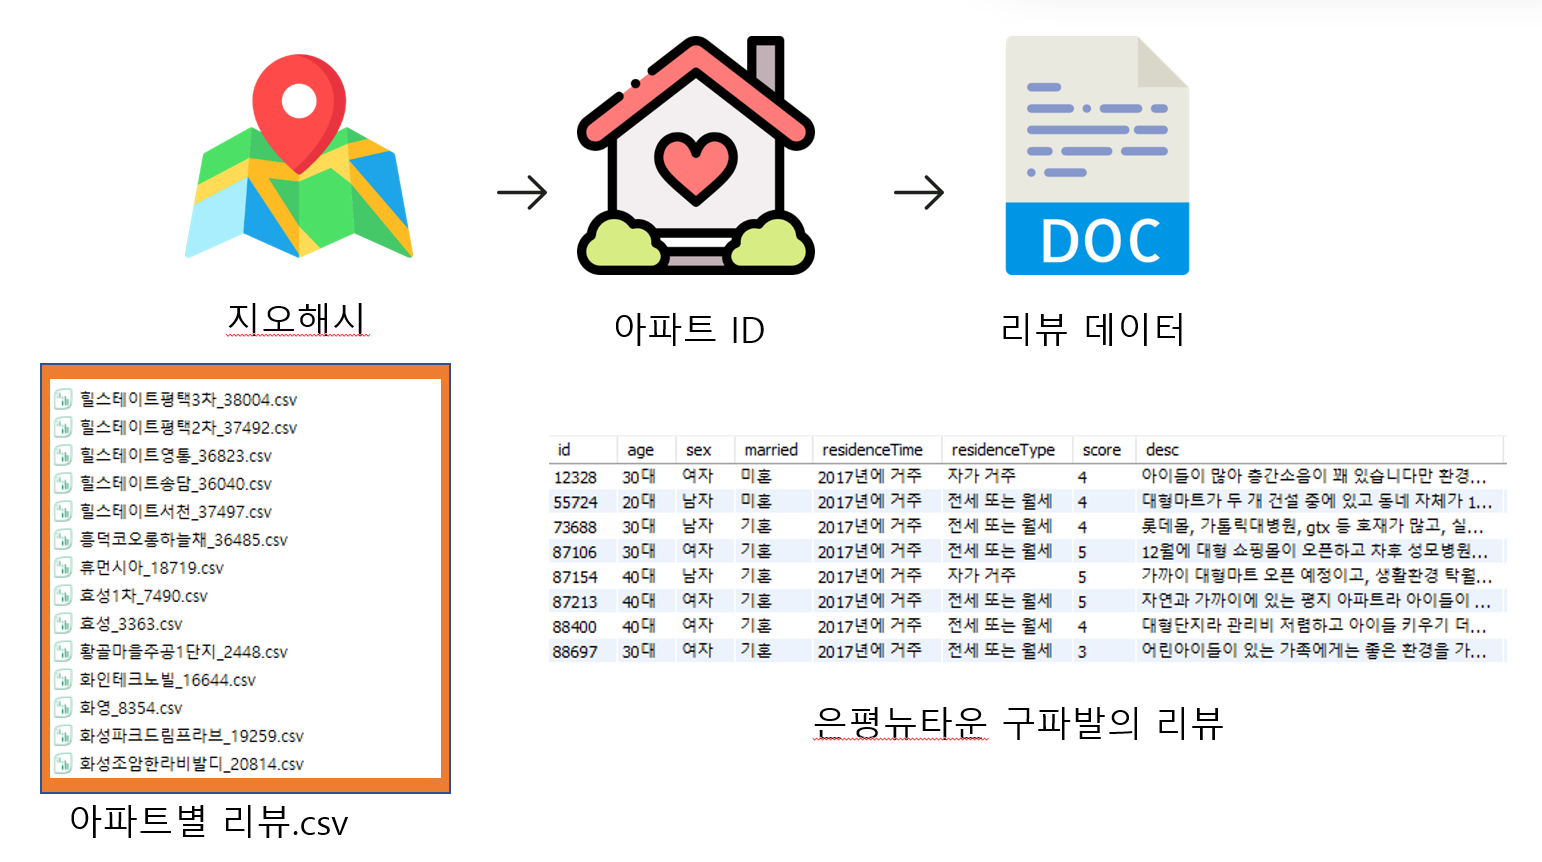 DOC
지오해시
아파트 ID
리뷰 데이터
힐스테이트평택3차_38004.csv
힐스테이트평택2차_37492.csv
힐스테이트영통_36823.csv
힐스테이트송담_36040.csv
힐스테이트서천_37497.csv
흥덕코오롱하늘채_36485.csv
휴먼시아_18719.csv
효성1차_7490.csv
효성_3363.csv
황골마을주공1단지_2448.csv
화인테크노빌_16644.csv
화영_8354.csv
화성파크드림프라브_19259.csv
화성조암한라비발디_20814.csv
아파트별 리뷰.csv
id age sex married residenceTime residenceType score desc
12328 30대 여자 미혼 2017년에 거주 자가 거주 4 아이들이 많아 층간소음이 꽤 있습니다만 환경...
55724 20대 남자 미혼 2017년에 거주 전세 또는 월세 4 대형마트가 두 개 건설 중에 있고 동네 자체가 1...
73688 30대 남자 기혼 2017년에 거주 전세 또는 월세 4 롯데몰, 가톨릭대병원, gtx 등 호재가 많고, 실...
87106 30대 여자 기혼 2017년에 거주 전세 또는 월세 5 12월에 대형 쇼핑몰이 오픈하고 차후 성모병원...
87154 40대 남자 기혼 2017년에 거주 자가 거주 5 가까이 대형마트 오픈 예정이고, 생활환경 탁월...
87213 40대 여자 기혼 2017년에 거주 전세 또는 월세 5 자연과 가까이에 있는 평지 아파트라 아이들이 ...
88400 40대 여자 기혼 2017년에 거주 전세 또는 월세 4 대형단지라 관리비 저렴하고 아이들 키우기 더...
88697 30대 여자 기혼 2017년에 거주 전세 또는 월세 3 어린아이들이 있는 가족에게는 좋은 환경을 가...
은평뉴타운 구파발의 리뷰